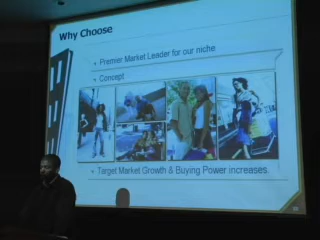 Why Choose
Premier Market Leader for our niche
Concept
Target Market Growth & Buying Power increases